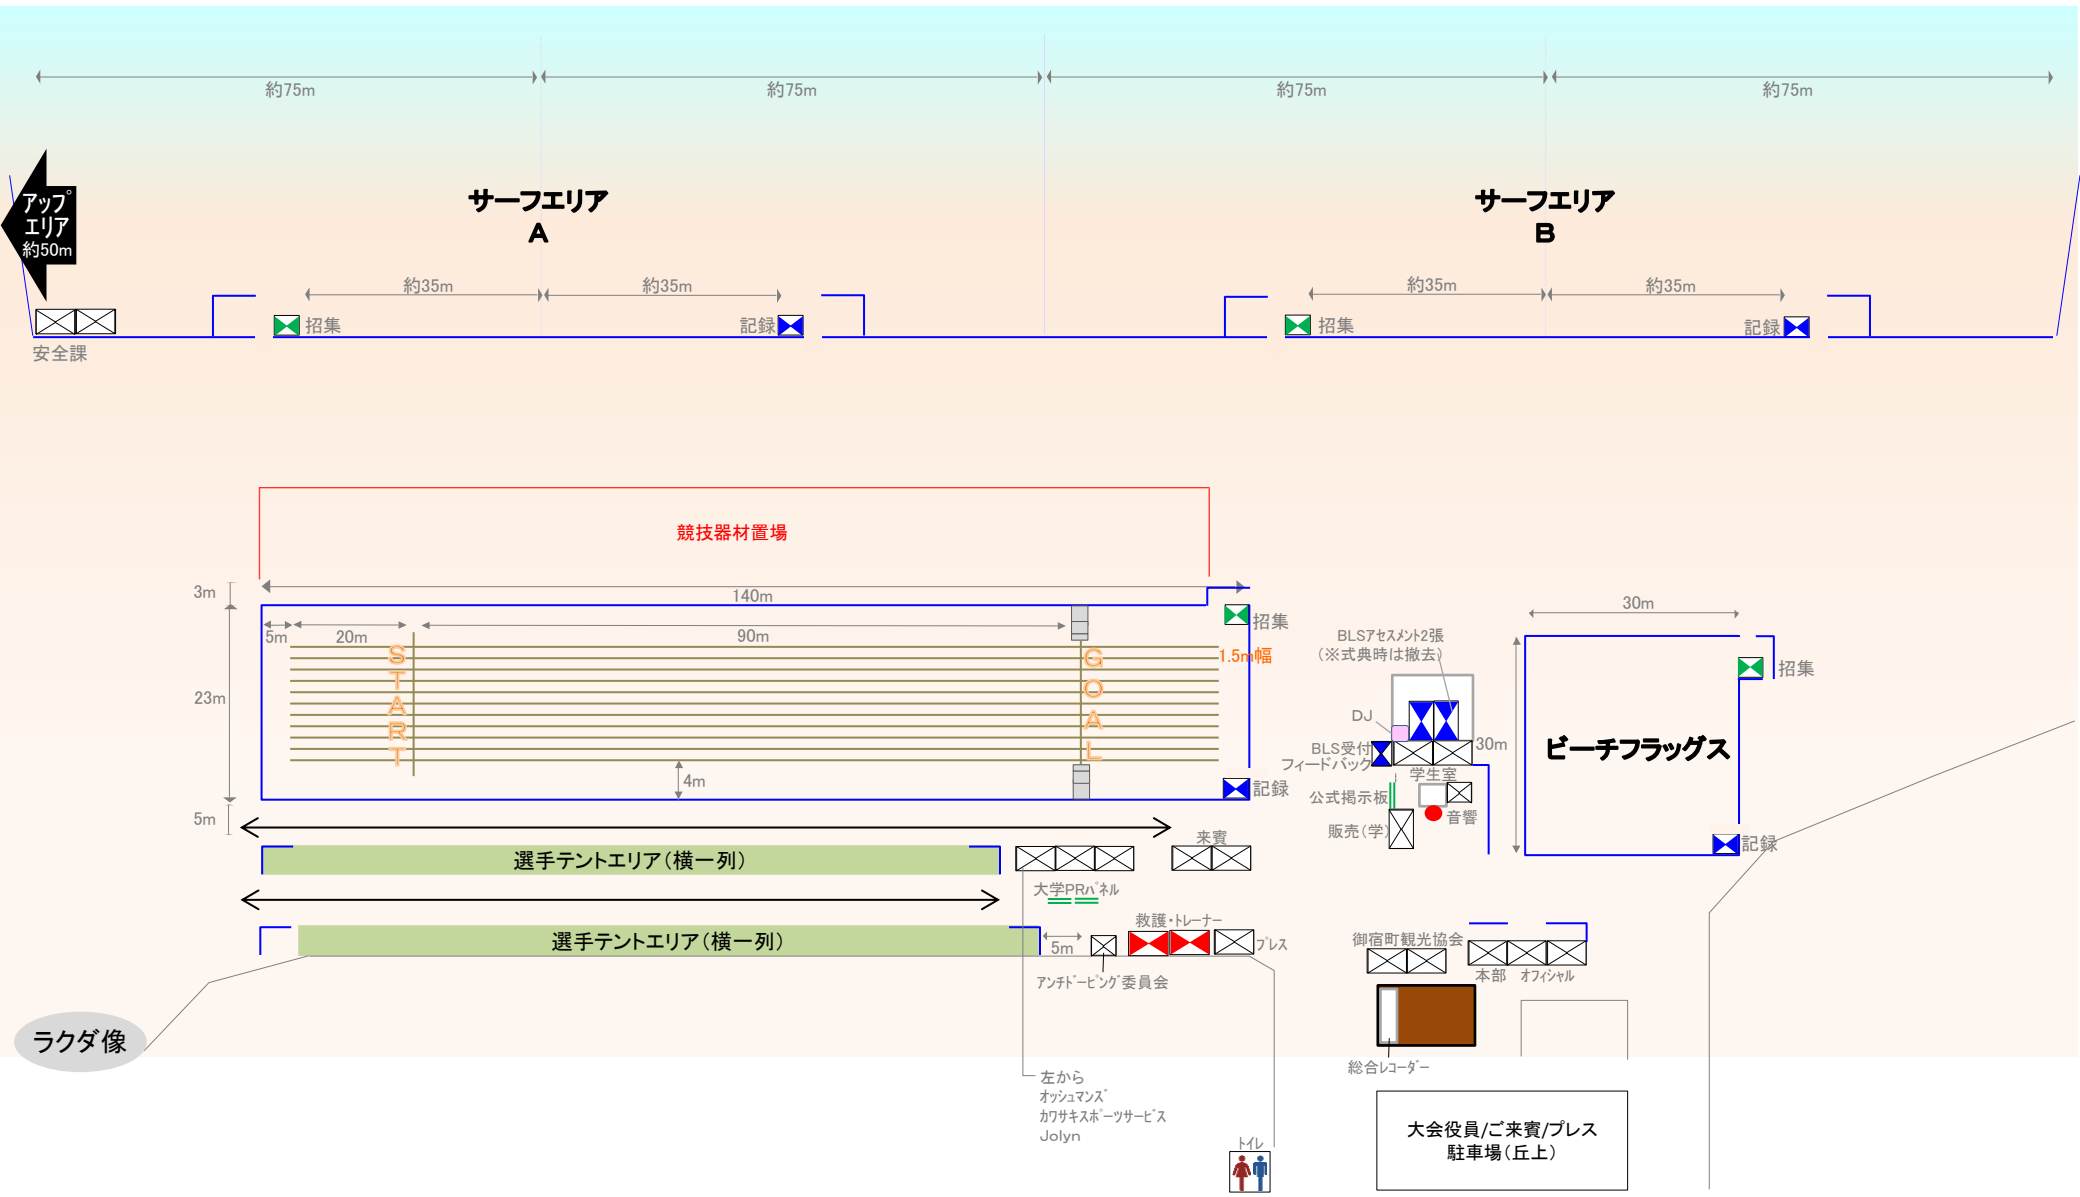 約75m
約75m
約75m
約75m
アップ
エリア
約50m
サーフエリア
A
サーフエリア
B
約35m
約35m
約35m
約35m
招集
記録
招集
記録
安全課
競技器材置場
3m
140m
5m
20m
90m
招集
1.5m幅
START
GOAL
23m
4m
記録
5m
30m
BLSアセスメント2張
(※式典時は撤去)
招集
DJ
30m
ビーチフラッグス
BLS受付
フィードバック
学生室
公式掲示板
音響
販売(学)
記録
来賓
選手テントエリア(横一列)
大学PRパネル
救護・トレーナー
選手テントエリア(横一列)
5m
プレス
御宿町観光協会
アンチドーピング委員会
本部
オフィシャル
ラクダ像
総合レコーダー
左から
オッシュマンズ
カワサキスポーツサービス
Jolyn
トイレ
大会役員/ご来賓/プレス
駐車場(丘上)